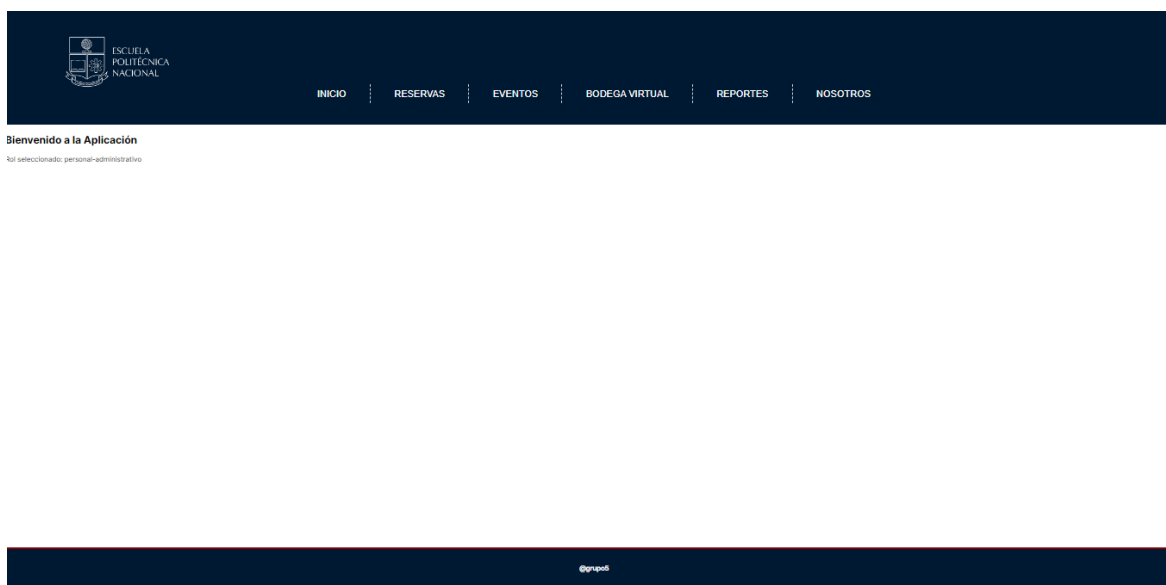 ESCUELA
POLITÉCNICA
NACIONAL
INICIO RESERVAS EVENTOS BODEGA VIRTUAL REPORTES NOSOTROS
Bienvenido a la Aplicación
Rol seleccionado: personal-administrativo
@grupo5